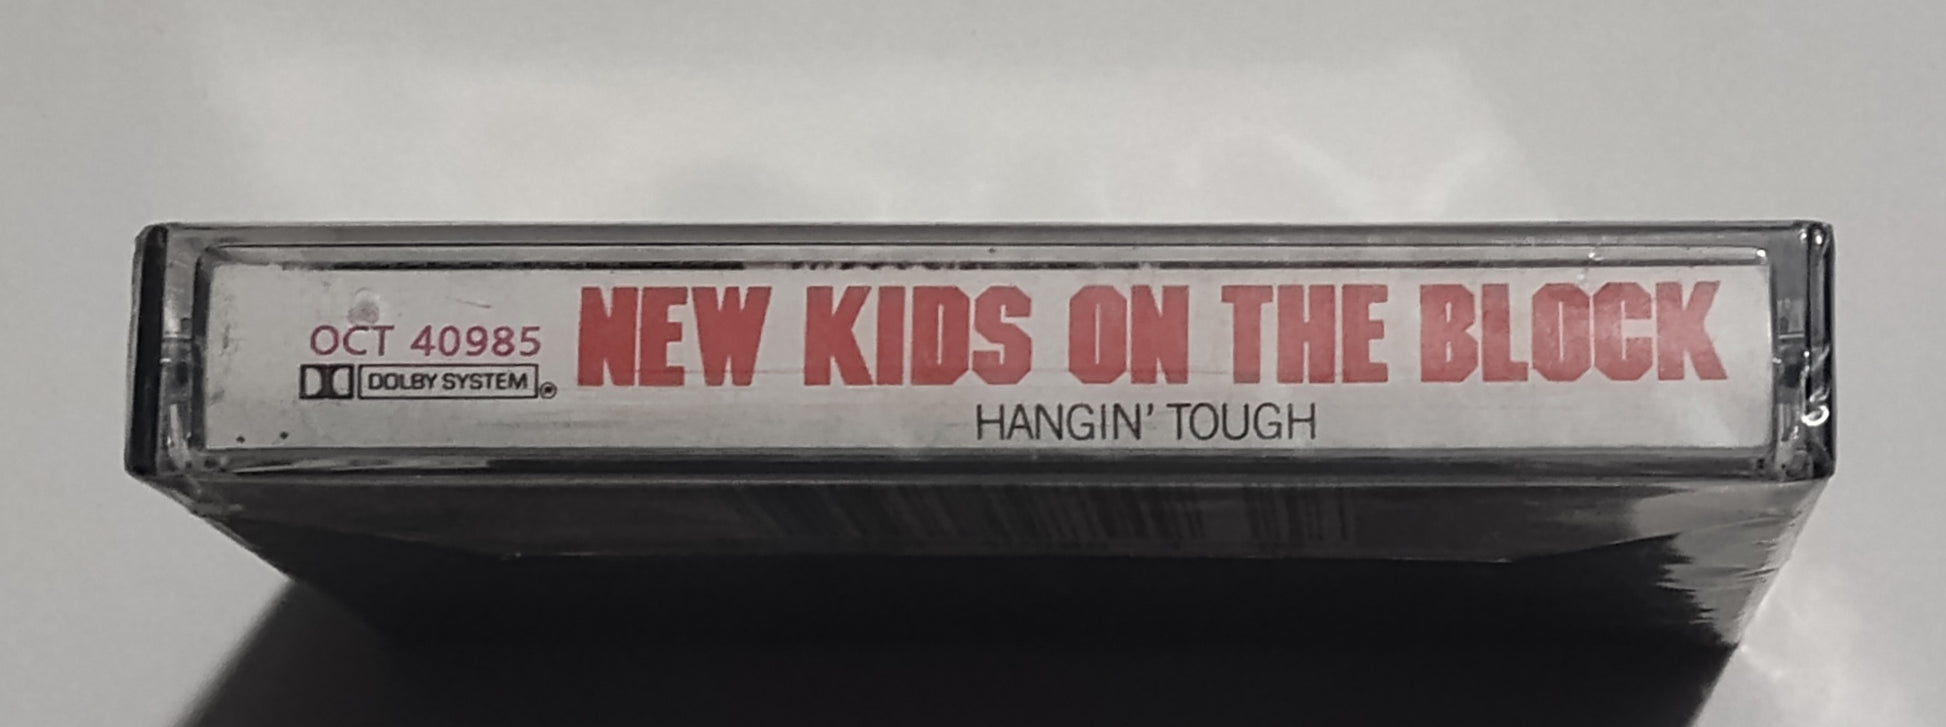 OCT 40985
DOLBY SYSTEM®
NEW KIDS ON THE BLOCK
HANGIN' TOUGH